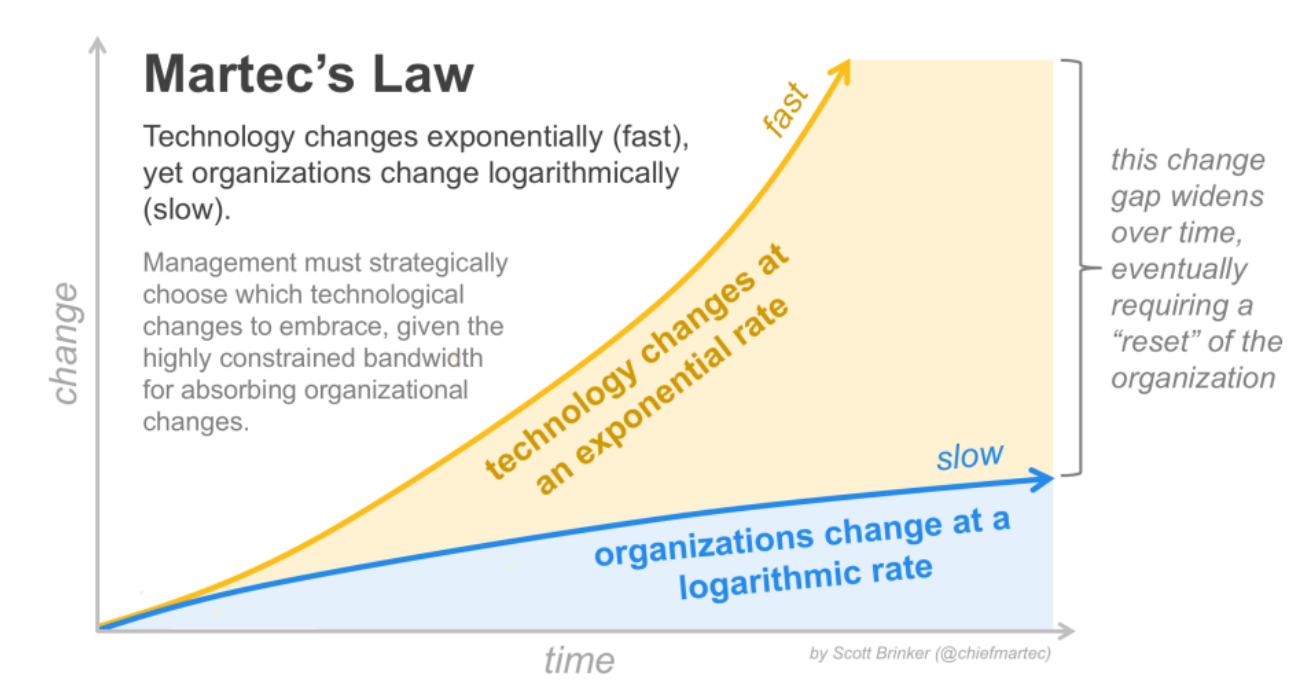 Martec’s Law
Technology changes exponentially (fast),
yet organizations change logarithmically
(slow).
Management must strategically
choose which technological
changes to embrace, given the
highly constrained bandwidth
for absorbing organizational
changes.
change
fast
technology changes at
an exponential rate
this change
gap widens
over time,
eventually
requiring a
“reset” of the
organization
slow
organizations change at a
logarithmic rate
time
by Scott Brinker (@chiefmartec)